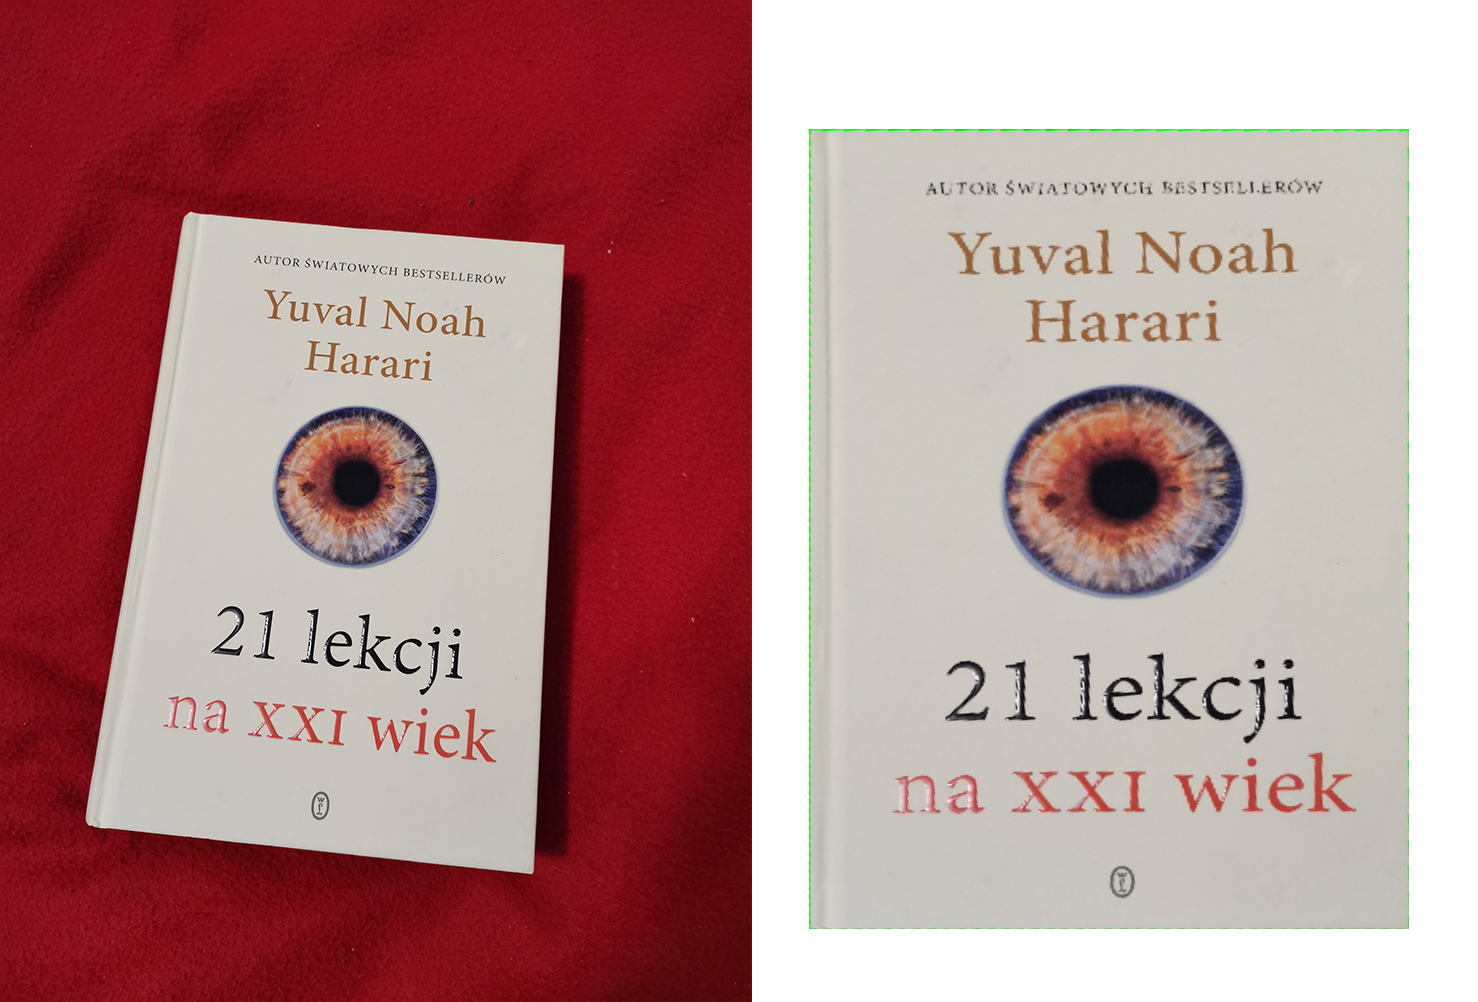 AUTOR ŚWIATOWYCH BESTSELLERÓW
Yuval Noah
Harari
21 lekcji
na XXI wiek
AUTOR ŚWIATOWYCH BESTSELLERÓW
Yuval Noah
Harari
21 lekcji
na XXI wiek